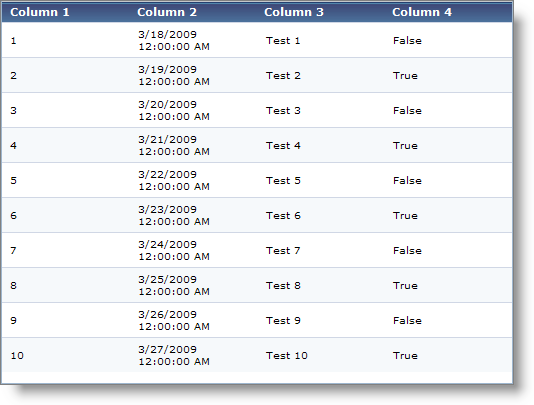 Column 1 Column 2 Column 3 Column 4
1 3/18/2009 12:00:00 AM Test 1 False
2 3/19/2009 12:00:00 AM Test 2 True
3 3/20/2009 12:00:00 AM Test 3 False
4 3/21/2009 12:00:00 AM Test 4 True
5 3/22/2009 12:00:00 AM Test 5 False
6 3/23/2009 12:00:00 AM Test 6 True
7 3/24/2009 12:00:00 AM Test 7 False
8 3/25/2009 12:00:00 AM Test 8 True
9 3/26/2009 12:00:00 AM Test 9 False
10 3/27/2009 12:00:00 AM Test 10 True